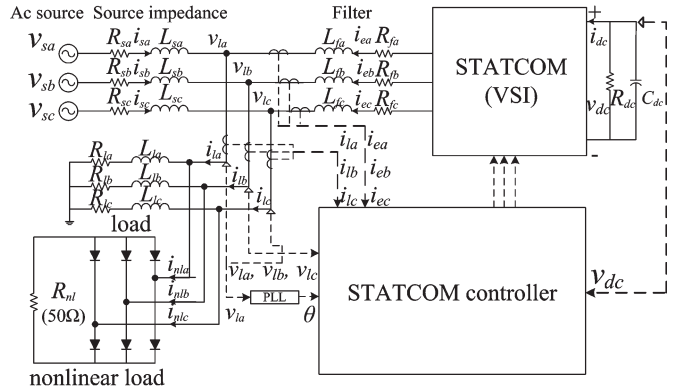 Ac source Source impedance Filter
v_sa R_sa i_sa L_sa v_la L_fa i_ea R_fa
v_sb R_sb i_sb L_sb v_lb L_fb i_eb R_fb
v_sc R_sc i_sc L_sc v_lc L_fc i_ec R_fc
STATCOM
(VSI)
+
i_dc
v_dc R_dc C_dc
-
R_la L_la i_la
R_lb L_lb i_lb
R_lc L_lc i_lc
load
i_la i_ea
i_lb i_eb
i_lc i_ec
R_nl
(50Ω)
i_nla
i_nlb
i_nlc
nonlinear load
v_la, v_lb, v_lc
v_la
PLL
θ
STATCOM controller
v_dc